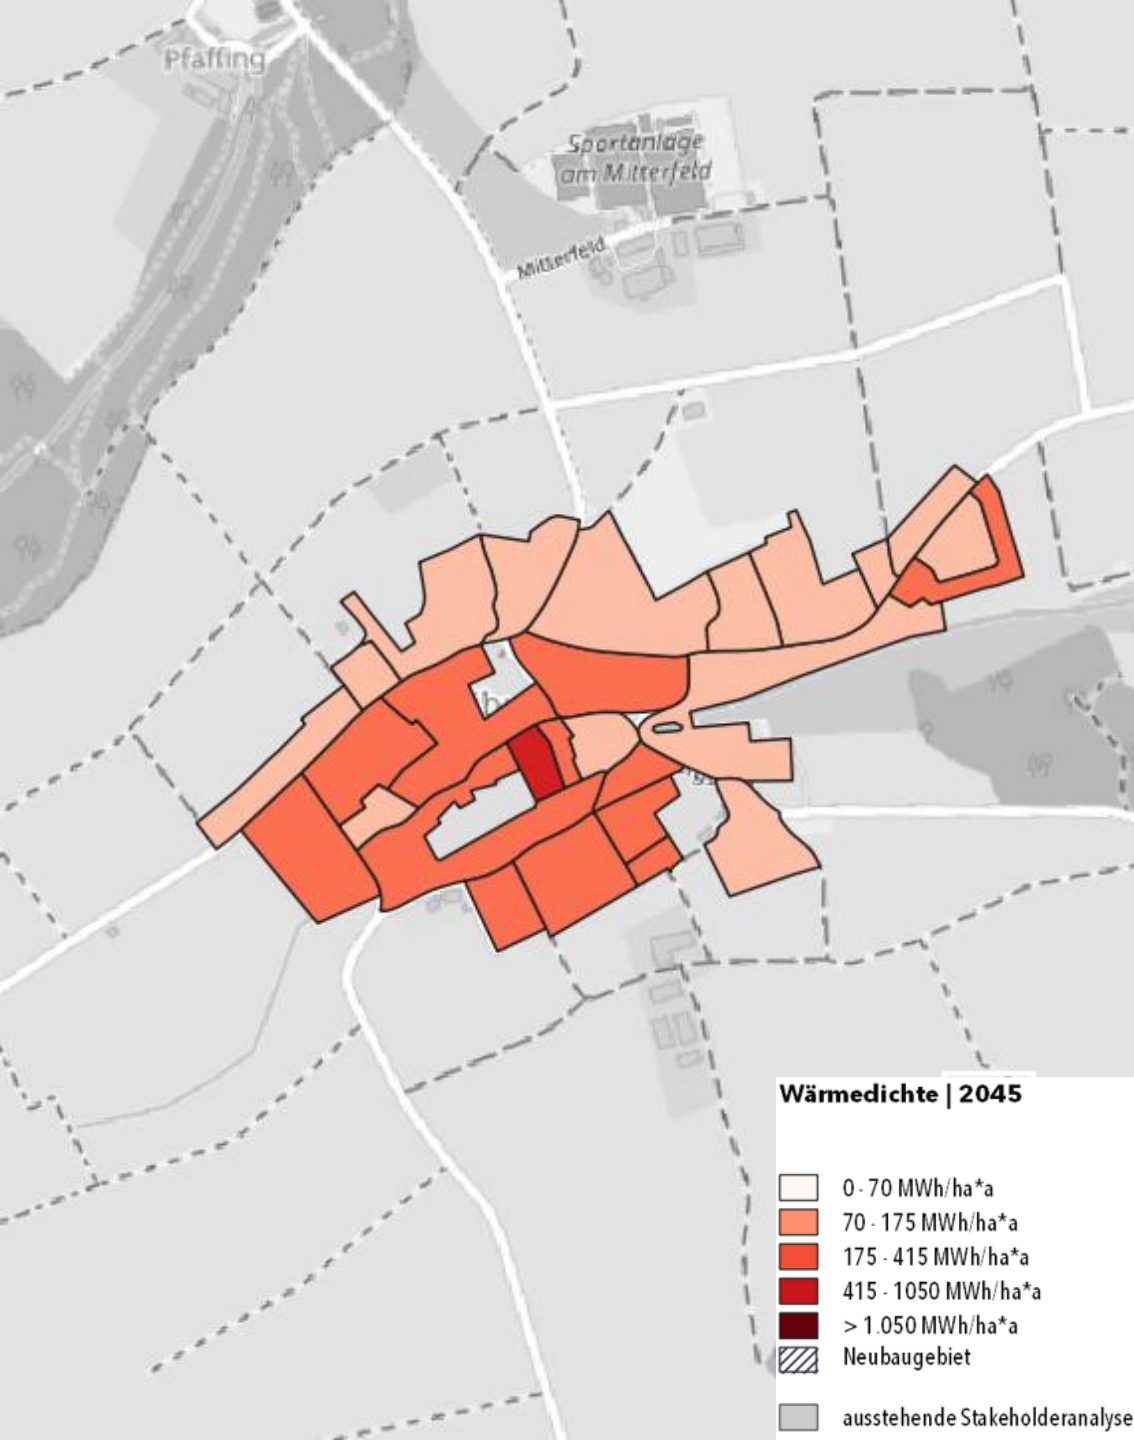 Pfaffing
Sportanlage
am Mitterfeld
Mitterfeld
Wärmedichte | 2045
0 - 70 MWh/ha*a
70 - 175 MWh/ha*a
175 - 415 MWh/ha*a
415 - 1050 MWh/ha*a
> 1.050 MWh/ha*a
Neubaugebiet
ausstehende Stakeholderanalyse